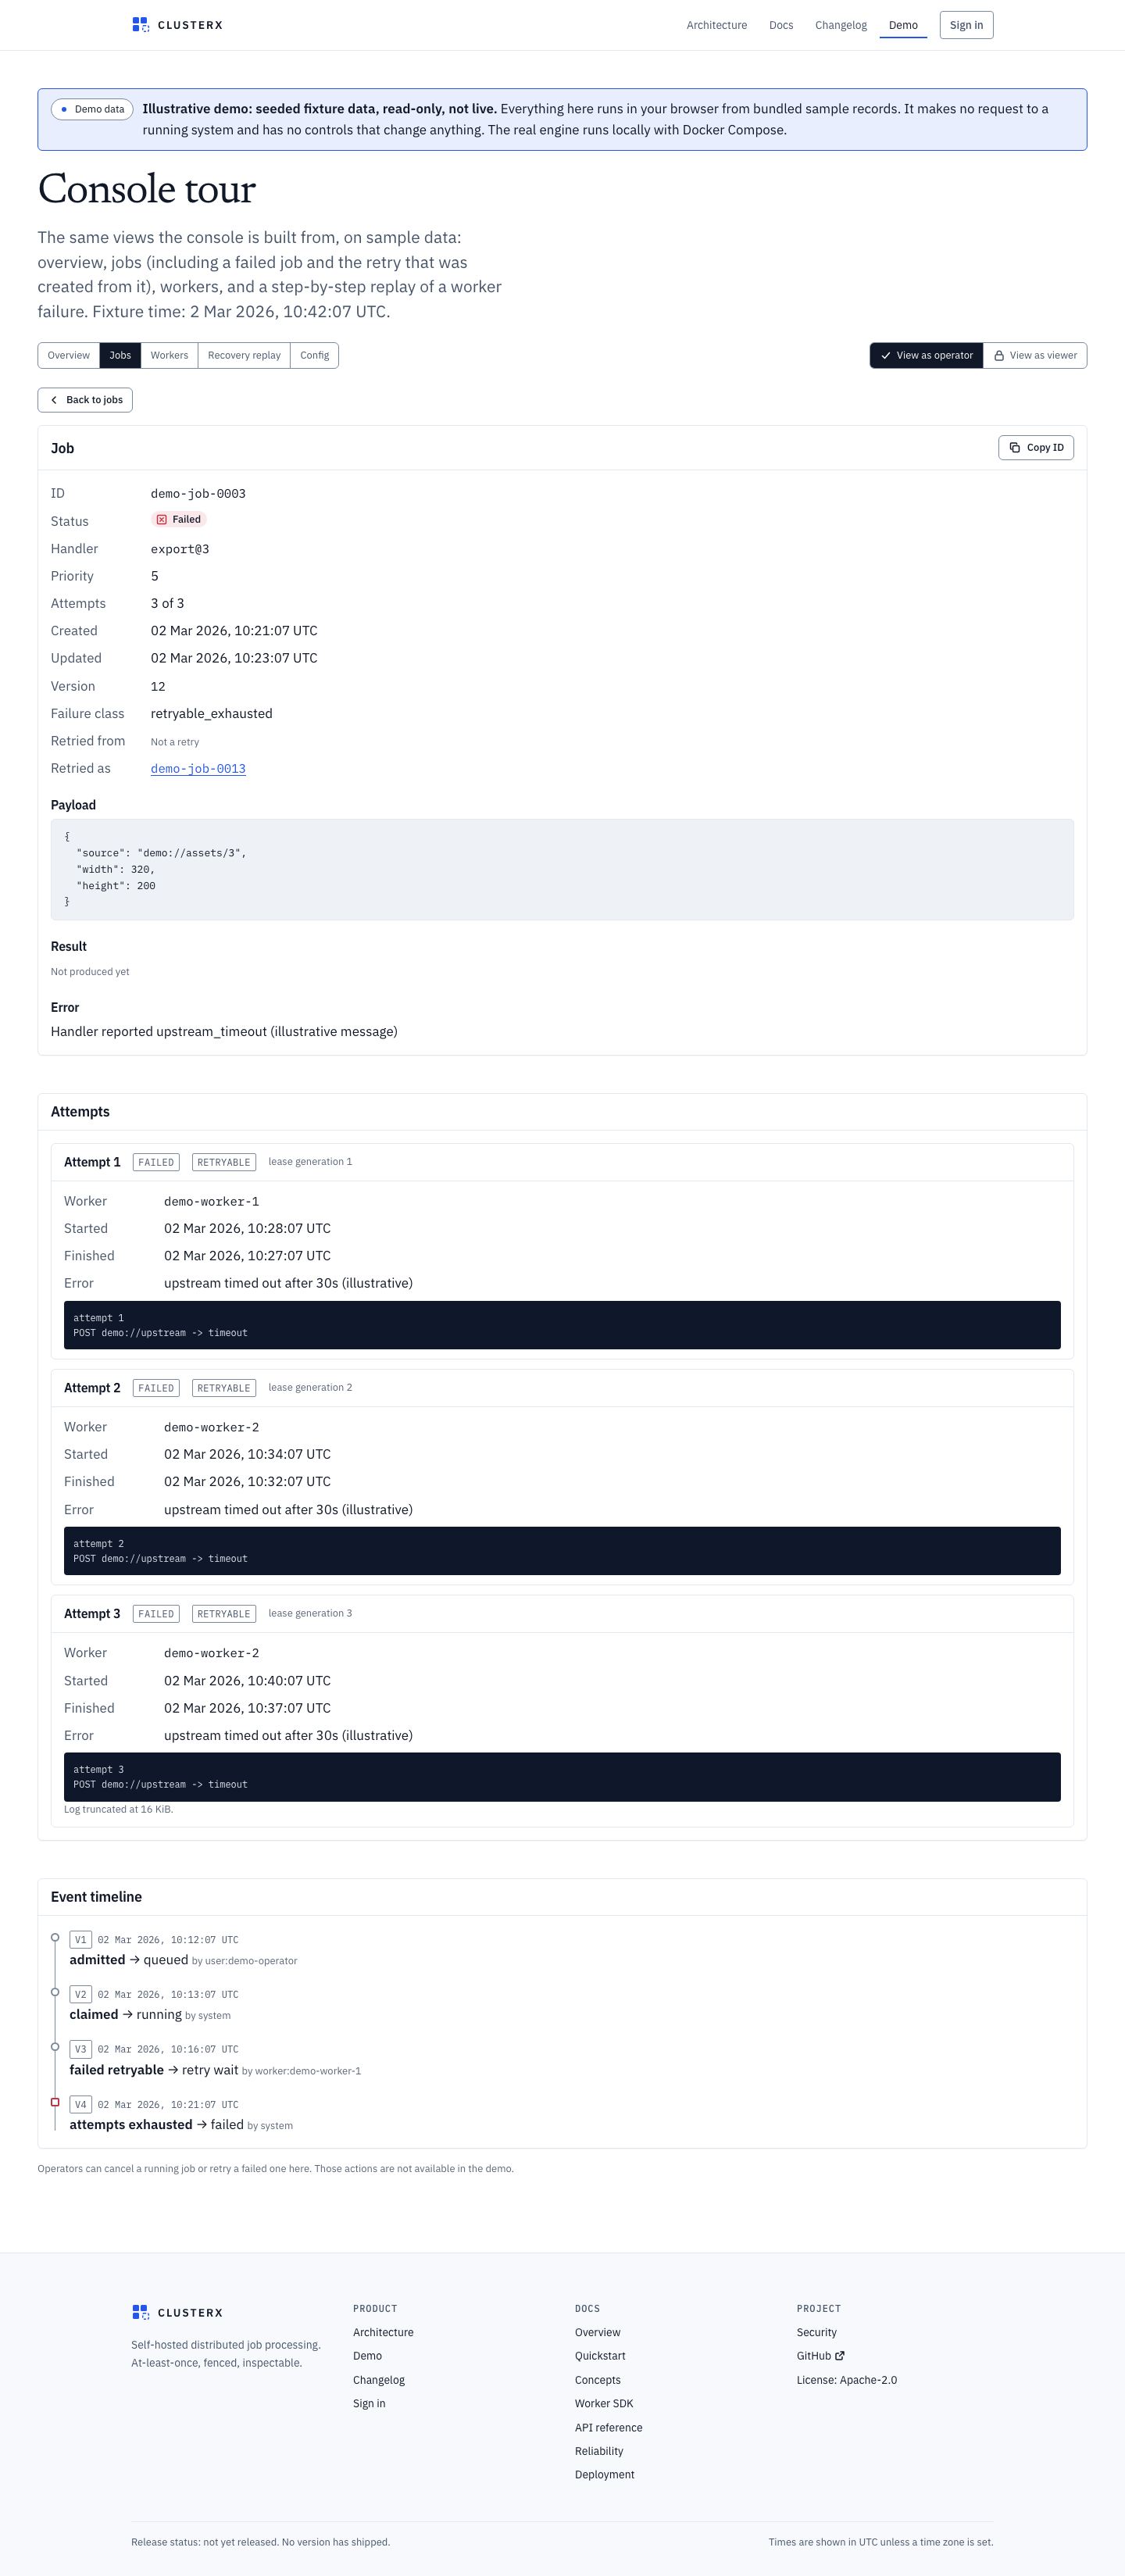 CLUSTERX
Architecture
Docs
Changelog
Demo
Sign in
Demo data
Illustrative demo: seeded fixture data, read-only, not live. Everything here runs in your browser from bundled sample records. It makes no request to a
running system and has no controls that change anything. The real engine runs locally with Docker Compose.
Console tour
The same views the console is built from, on sample data:
overview, jobs (including a failed job and the retry that was
created from it), workers, and a step-by-step replay of a worker
failure. Fixture time: 2 Mar 2026, 10:42:07 UTC.
Overview
Jobs
Workers
Recovery replay
Config
View as operator
View as viewer
Back to jobs
Job
Copy ID
ID demo-job-0003
Status Failed
Handler export@3
Priority 5
Attempts 3 of 3
Created 02 Mar 2026, 10:21:07 UTC
Updated 02 Mar 2026, 10:23:07 UTC
Version 12
Failure class retryable_exhausted
Retried from Not a retry
Retried as demo-job-0013
Payload
{
"source": "demo://assets/3",
"width": 320,
"height": 200
}
Result
Not produced yet
Error
Handler reported upstream_timeout (illustrative message)
Attempts
Attempt 1 FAILED RETRYABLE lease generation 1
Worker demo-worker-1
Started 02 Mar 2026, 10:28:07 UTC
Finished 02 Mar 2026, 10:27:07 UTC
Error upstream timed out after 30s (illustrative)
attempt 1
POST demo://upstream -> timeout
Attempt 2 FAILED RETRYABLE lease generation 2
Worker demo-worker-2
Started 02 Mar 2026, 10:34:07 UTC
Finished 02 Mar 2026, 10:32:07 UTC
Error upstream timed out after 30s (illustrative)
attempt 2
POST demo://upstream -> timeout
Attempt 3 FAILED RETRYABLE lease generation 3
Worker demo-worker-2
Started 02 Mar 2026, 10:40:07 UTC
Finished 02 Mar 2026, 10:37:07 UTC
Error upstream timed out after 30s (illustrative)
attempt 3
POST demo://upstream -> timeout
Log truncated at 16 KiB.
Event timeline
V1 02 Mar 2026, 10:12:07 UTC
admitted → queued by user:demo-operator
V2 02 Mar 2026, 10:13:07 UTC
claimed → running by system
V3 02 Mar 2026, 10:16:07 UTC
failed retryable → retry wait by worker:demo-worker-1
V4 02 Mar 2026, 10:21:07 UTC
attempts exhausted → failed by system
Operators can cancel a running job or retry a failed one here. Those actions are not available in the demo.
CLUSTERX
Self-hosted distributed job processing.
At-least-once, fenced, inspectable.
PRODUCT
Architecture
Demo
Changelog
Sign in
DOCS
Overview
Quickstart
Concepts
Worker SDK
API reference
Reliability
Deployment
PROJECT
Security
GitHub
License: Apache-2.0
Release status: not yet released. No version has shipped.
Times are shown in UTC unless a time zone is set.